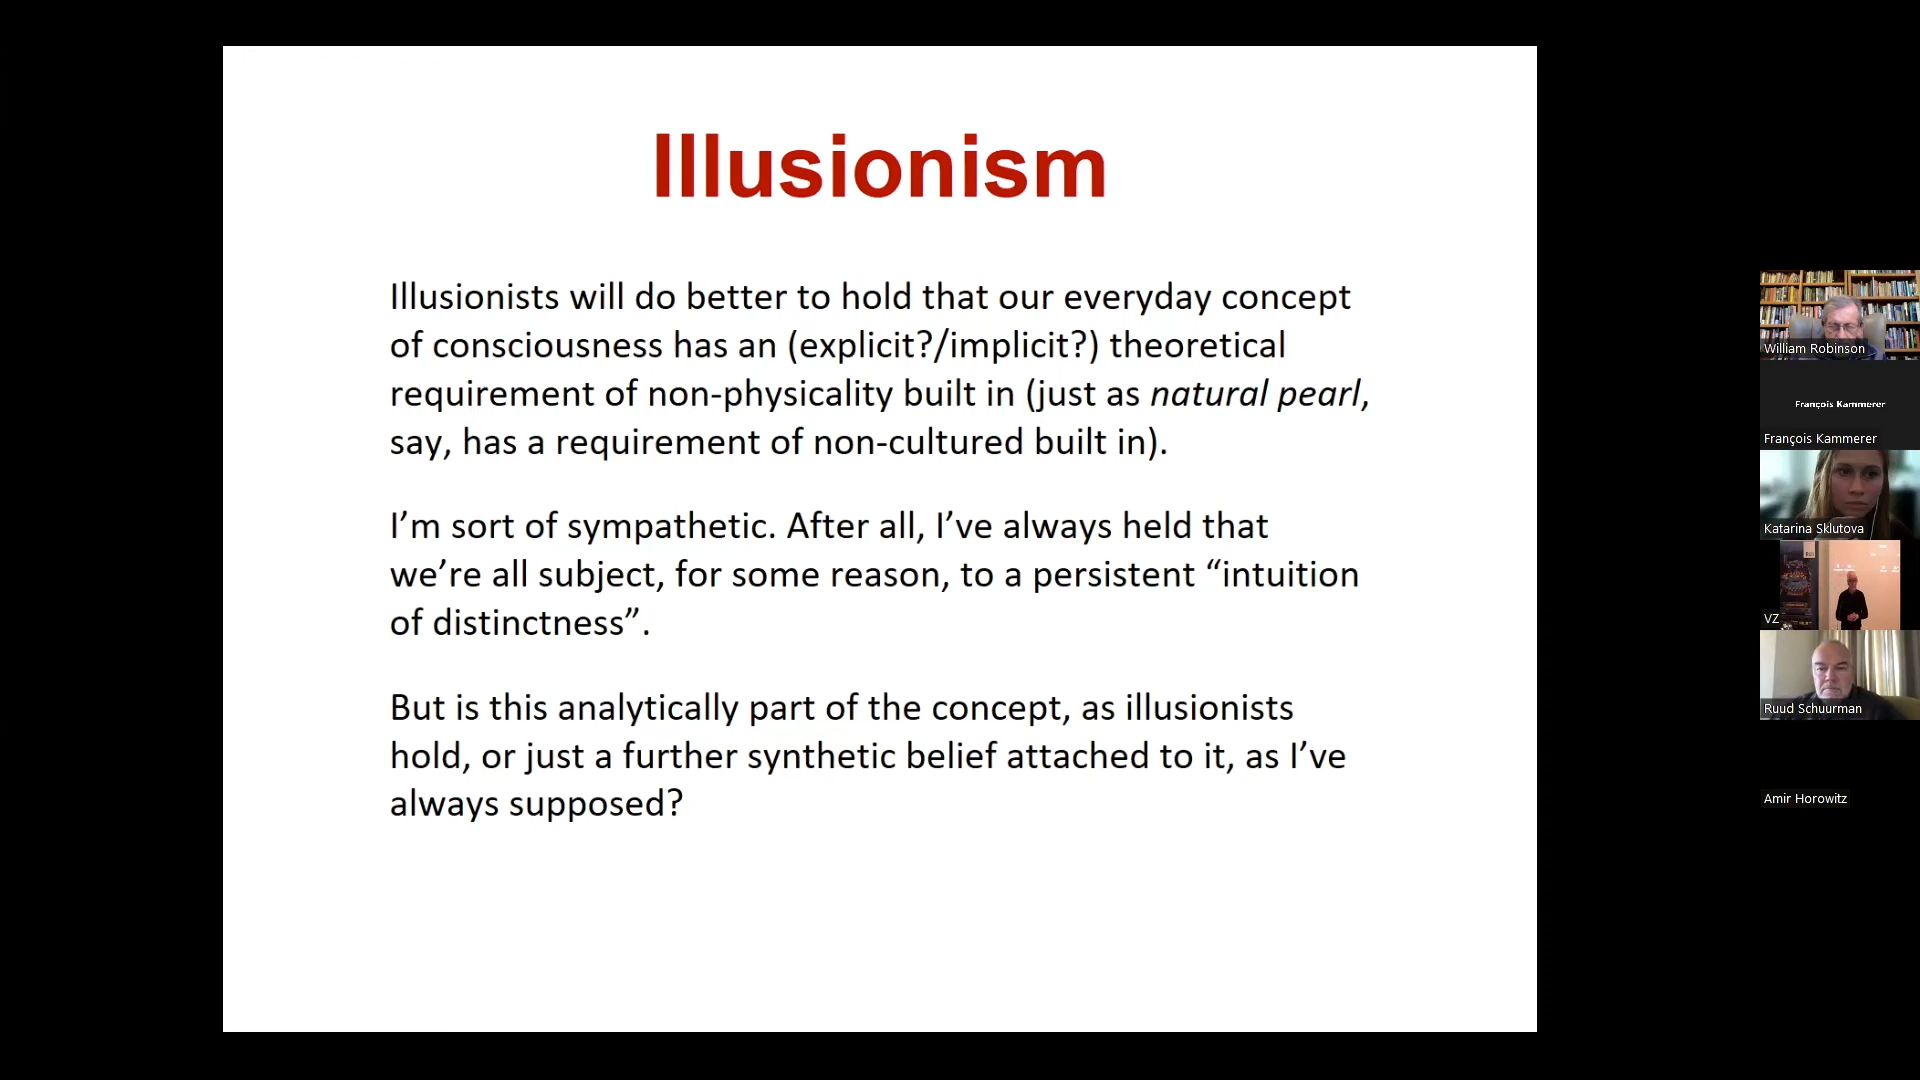 Illusionism
Illusionists will do better to hold that our everyday concept
of consciousness has an (explicit?/implicit?) theoretical
requirement of non-physicality built in (just as natural pearl,
say, has a requirement of non-cultured built in).
I’m sort of sympathetic. After all, I’ve always held that
we’re all subject, for some reason, to a persistent “intuition
of distinctness”.
But is this analytically part of the concept, as illusionists
hold, or just a further synthetic belief attached to it, as I’ve
always supposed?
William Robinson
François Kammerer
François Kammerer
Katarina Sklutova
VZ
Ruud Schuurman
Amir Horowitz